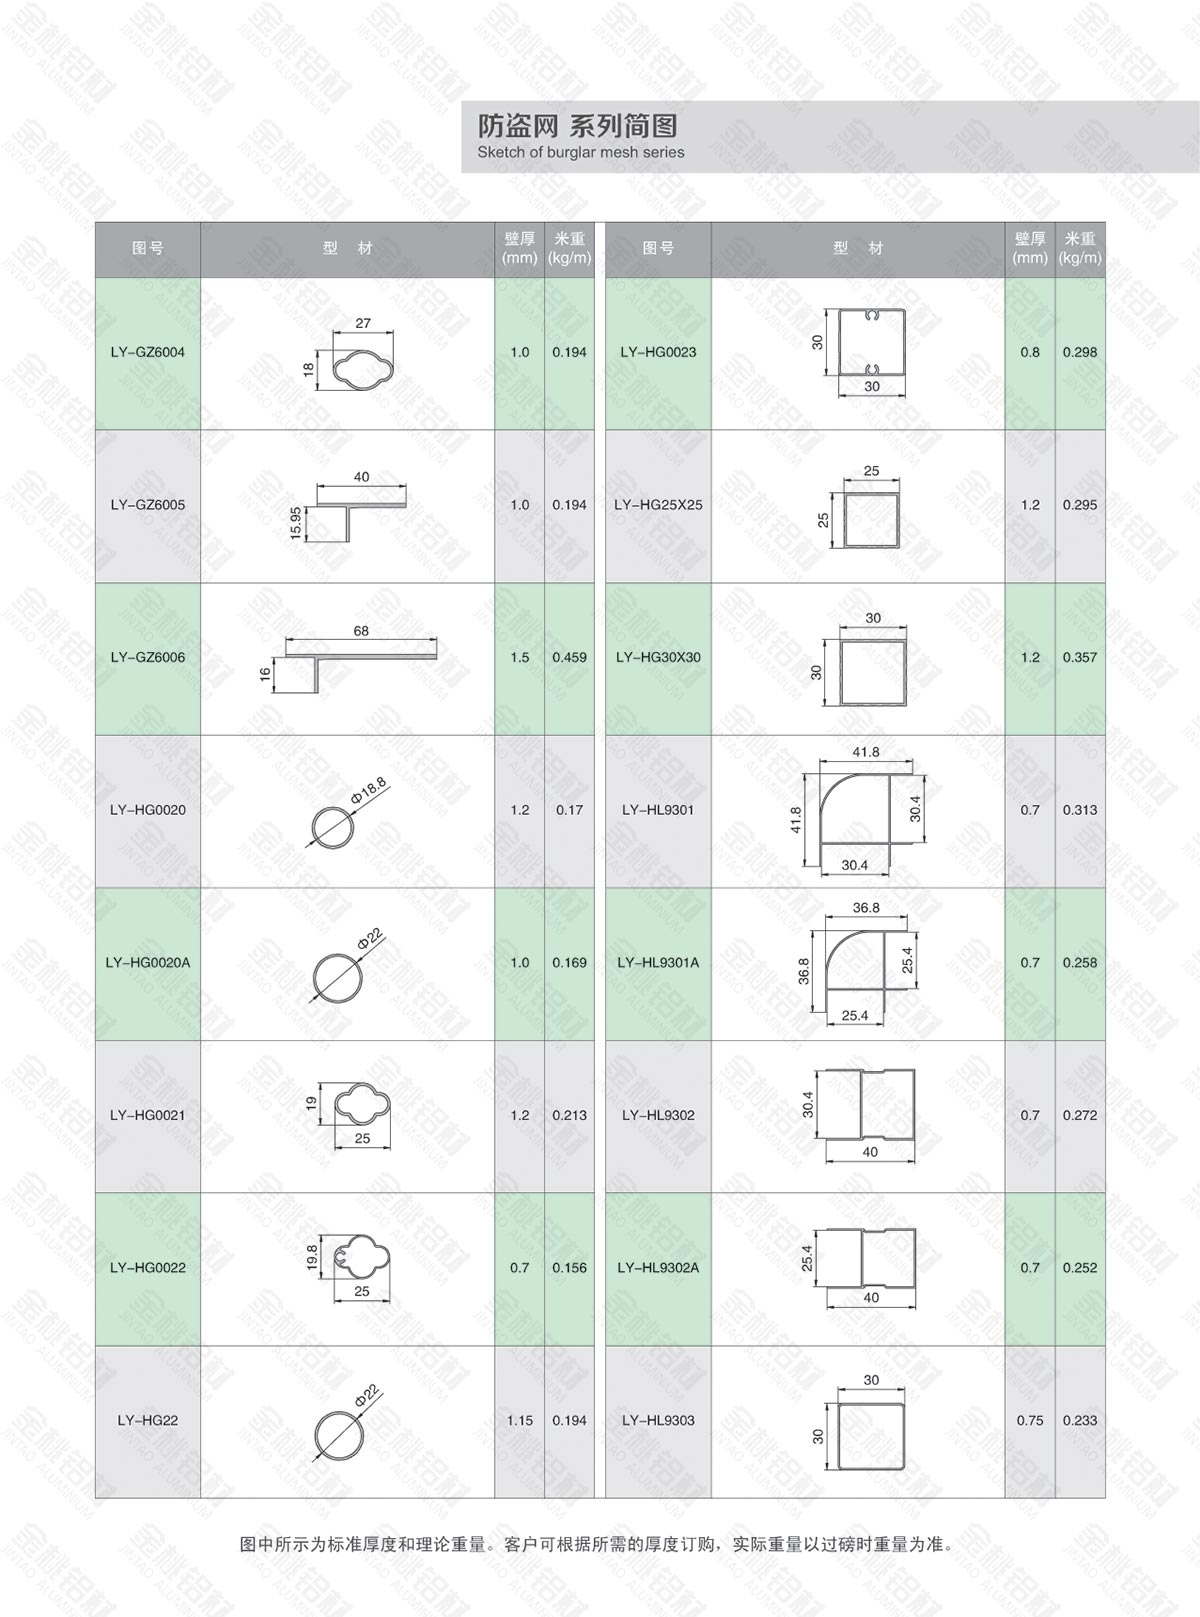 防盗网 系列简图
Sketch of burglar mesh series
图号 型 材 壁厚(mm) 米重(kg/m) 图号 型 材 壁厚(mm) 米重(kg/m)
LY-GZ6004 27 18 1.0 0.194
LY-HG0023 30 30 0.8 0.298
LY-GZ6005 40 15.95 1.0 0.194
LY-HG25X25 25 25 1.2 0.295
LY-GZ6006 68 16 1.5 0.459
LY-HG30X30 30 30 1.2 0.357
LY-HG0020 Φ18.8 1.2 0.17
LY-HL9301 41.8 41.8 30.4 30.4 0.7 0.313
LY-HG0020A Φ22 1.0 0.169
LY-HL9301A 36.8 36.8 25.4 25.4 0.7 0.258
LY-HG0021 19 25 1.2 0.213
LY-HL9302 30.4 40 0.7 0.272
LY-HG0022 19.8 25 0.7 0.156
LY-HL9302A 25.4 40 0.7 0.252
LY-HG22 Φ22 1.15 0.194
LY-HL9303 30 30 0.75 0.233
图中所示为标准厚度和理论重量。客户可根据所需的厚度订购，实际重量以过磅时重量为准。
金桃铝材
JINTAO ALUMINIUM